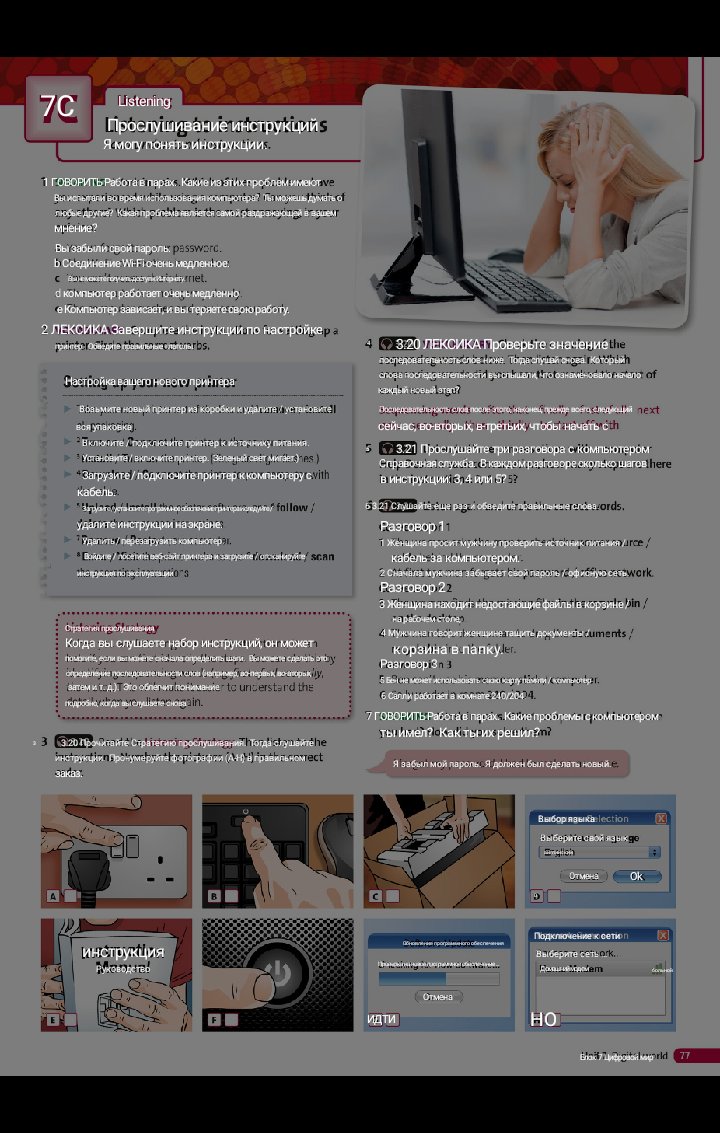 7C
Listening
Прослушивание инструкций
Я могу понять инструкции.
1 ГОВОРИТЬ Работа в парах. Какие из этих проблем имеют
Вы испытали во время использования компьютера? Ты можешь думать о
любые другие? Какая проблема является самой раздражающей в вашем
мнение?
Вы забыли свой пароль.
b Соединение Wi-Fi очень медленное.
c Вы не можете получить доступ к Интернету.
d компьютер работает очень медленно.
e Компьютер зависает, и вы теряете свою работу.
2 ЛЕКСИКА Завершите инструкции по настройке
принтер. Обведите правильные глаголы.
Настройка вашего нового принтера
Возьмите новый принтер из коробки и удалите / установите
вся упаковка.
2 Включите / подключите принтер к источнику питания.
3 Установите / включите принтер. (Зеленый свет мигает.)
4 Загрузите / подключите принтер к компьютеру с
кабель.
5 Загрузите / установите программное обеспечение принтера и следуйте /
удалите инструкции на экране.
7 Удалить / перезагрузить компьютер.
8 Войдите / посетите веб-сайт принтера и загрузите / отсканируйте
инструкция по эксплуатации
Стратегия прослушивания
Когда вы слушаете набор инструкций, он может
помогите, если вы можете сначала определить шаги. Вы можете сделать это
определение последовательности слов (например, во-первых, во-вторых,
затем и т. д.). Это облегчит понимание
подробно, когда вы слушаете снова.
3 3.20 Прочитайте Стратегию прослушивания. Тогда слушайте
инструкции. Пронумеруйте фотографии (A-H) в правильном
заказ.
4 3.20 ЛЕКСИКА Проверьте значение
последовательность слов ниже. Тогда слушай снова. Который
слова последовательности вы слышали, что ознаменовало начало
каждый новый этап?
Последовательность слов после этого, наконец, прежде всего, следующий
сейчас, во-вторых, в-третьих, чтобы начать с
5 3.21 Прослушайте три разговора с компьютером
Справочная служба. В каждом разговоре сколько шагов
в инструкции: 3, 4 или 5?
6 3.21 Слушайте еще раз и обведите правильные слова.
Разговор 1
1 Женщина просит мужчину проверить источник питания /
кабель за компьютером.
2 Сначала мужчина забывает свой пароль / офисную сеть.
Разговор 2
3 Женщина находит недостающие файлы в корзине /
на рабочем столе.
4 Мужчина говорит женщине тащить документы /
корзина в папку.
Разговор 3
5 Бен не может использовать свою карту памяти / компьютер.
6 Салли работает в комнате 240/204.
7 ГОВОРИТЬ Работа в парах. Какие проблемы с компьютером
ты имел? Как ты их решил?
Я забыл мой пароль. Я должен был сделать новый.
A
B
C
D
Выбор языка
Выберите свой язык
Отмена
Ok
E
инструкция
Руководство
F
Обновление программного обеспечения
Отмена
идти
Подключение к сети
Выберите сеть
Домашний модем
больной
но
Блок 7 Цифровой мир
77